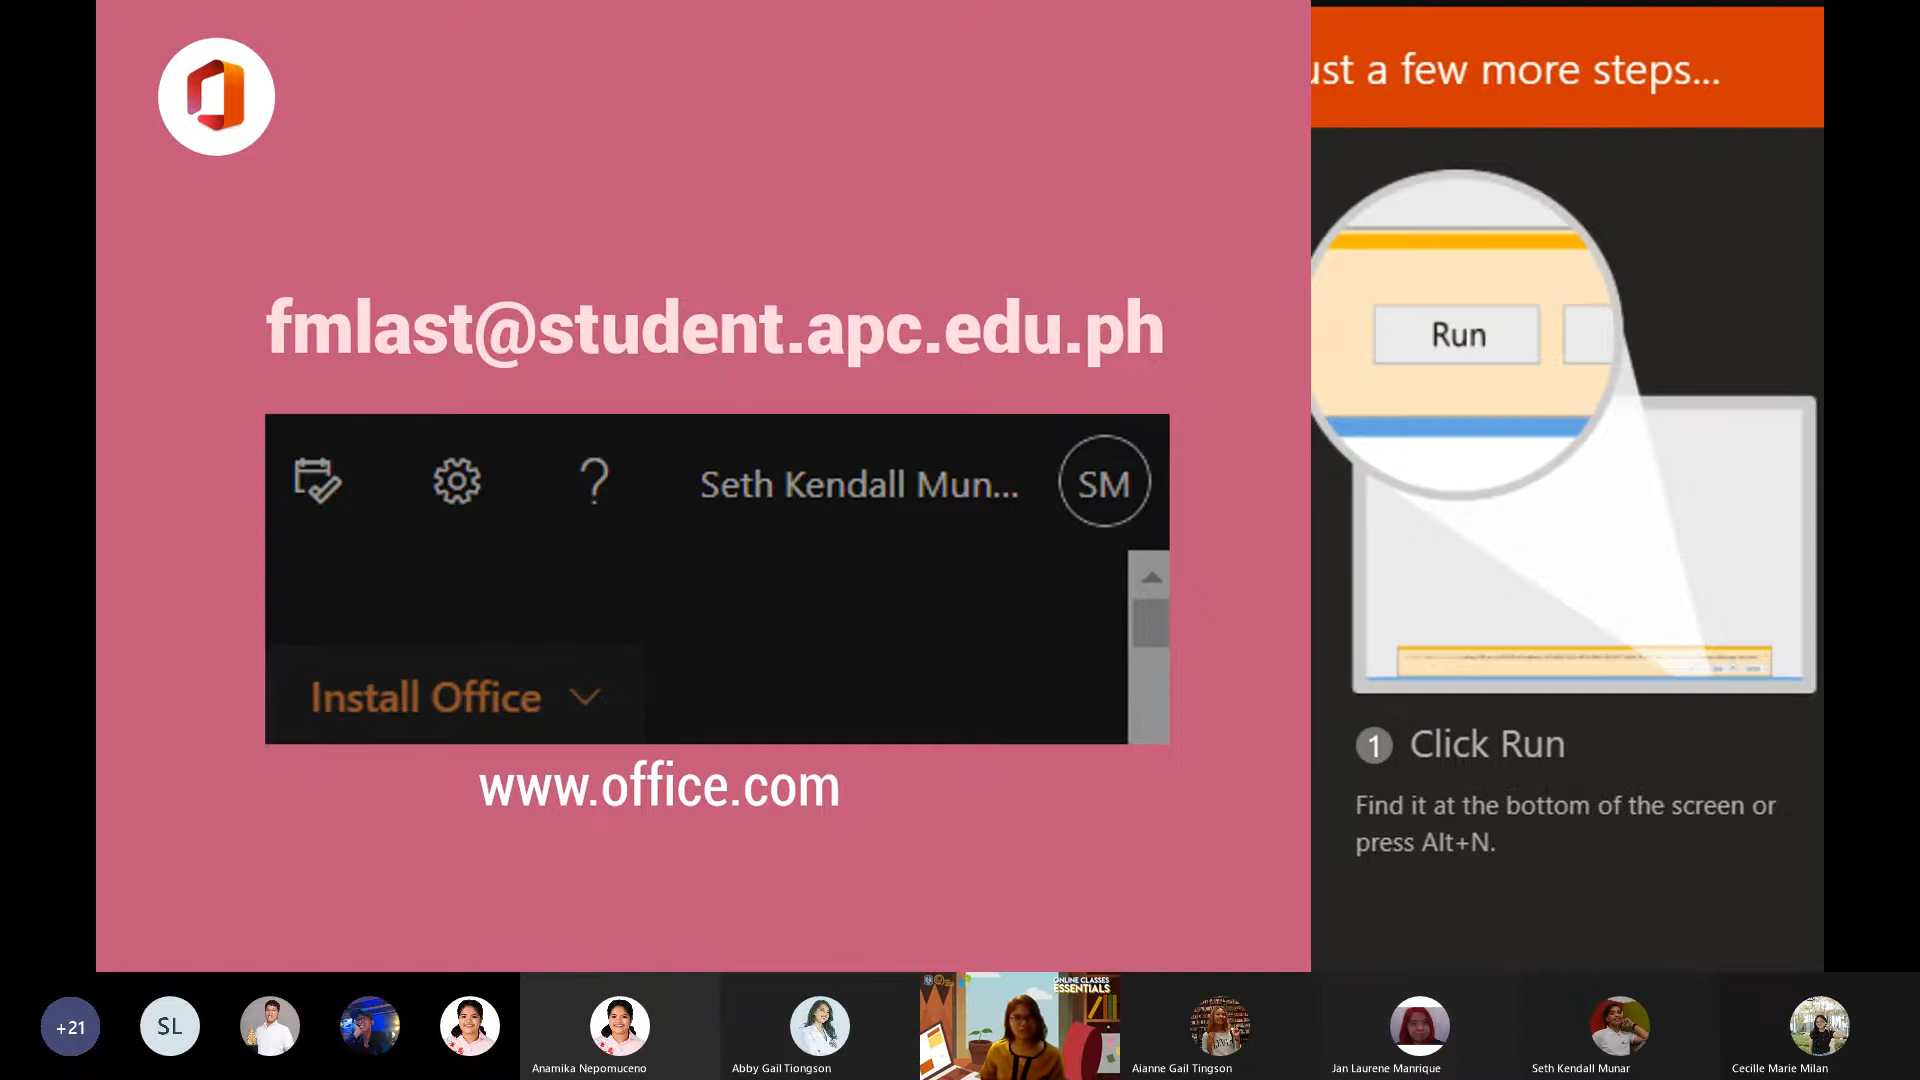 ust a few more steps...
Run
fmlast@student.apc.edu.ph
Seth Kendall Mun...
SM
Install Office
www.office.com
1 Click Run
Find it at the bottom of the screen or
press Alt+N.
ONLINE CLASSES
ESSENTIALS
+21
SL
Anamika Nepomuceno
Abby Gail Tiongson
Aianne Gail Tingson
Jan Laurene Manrique
Seth Kendall Munar
Cecille Marie Milan